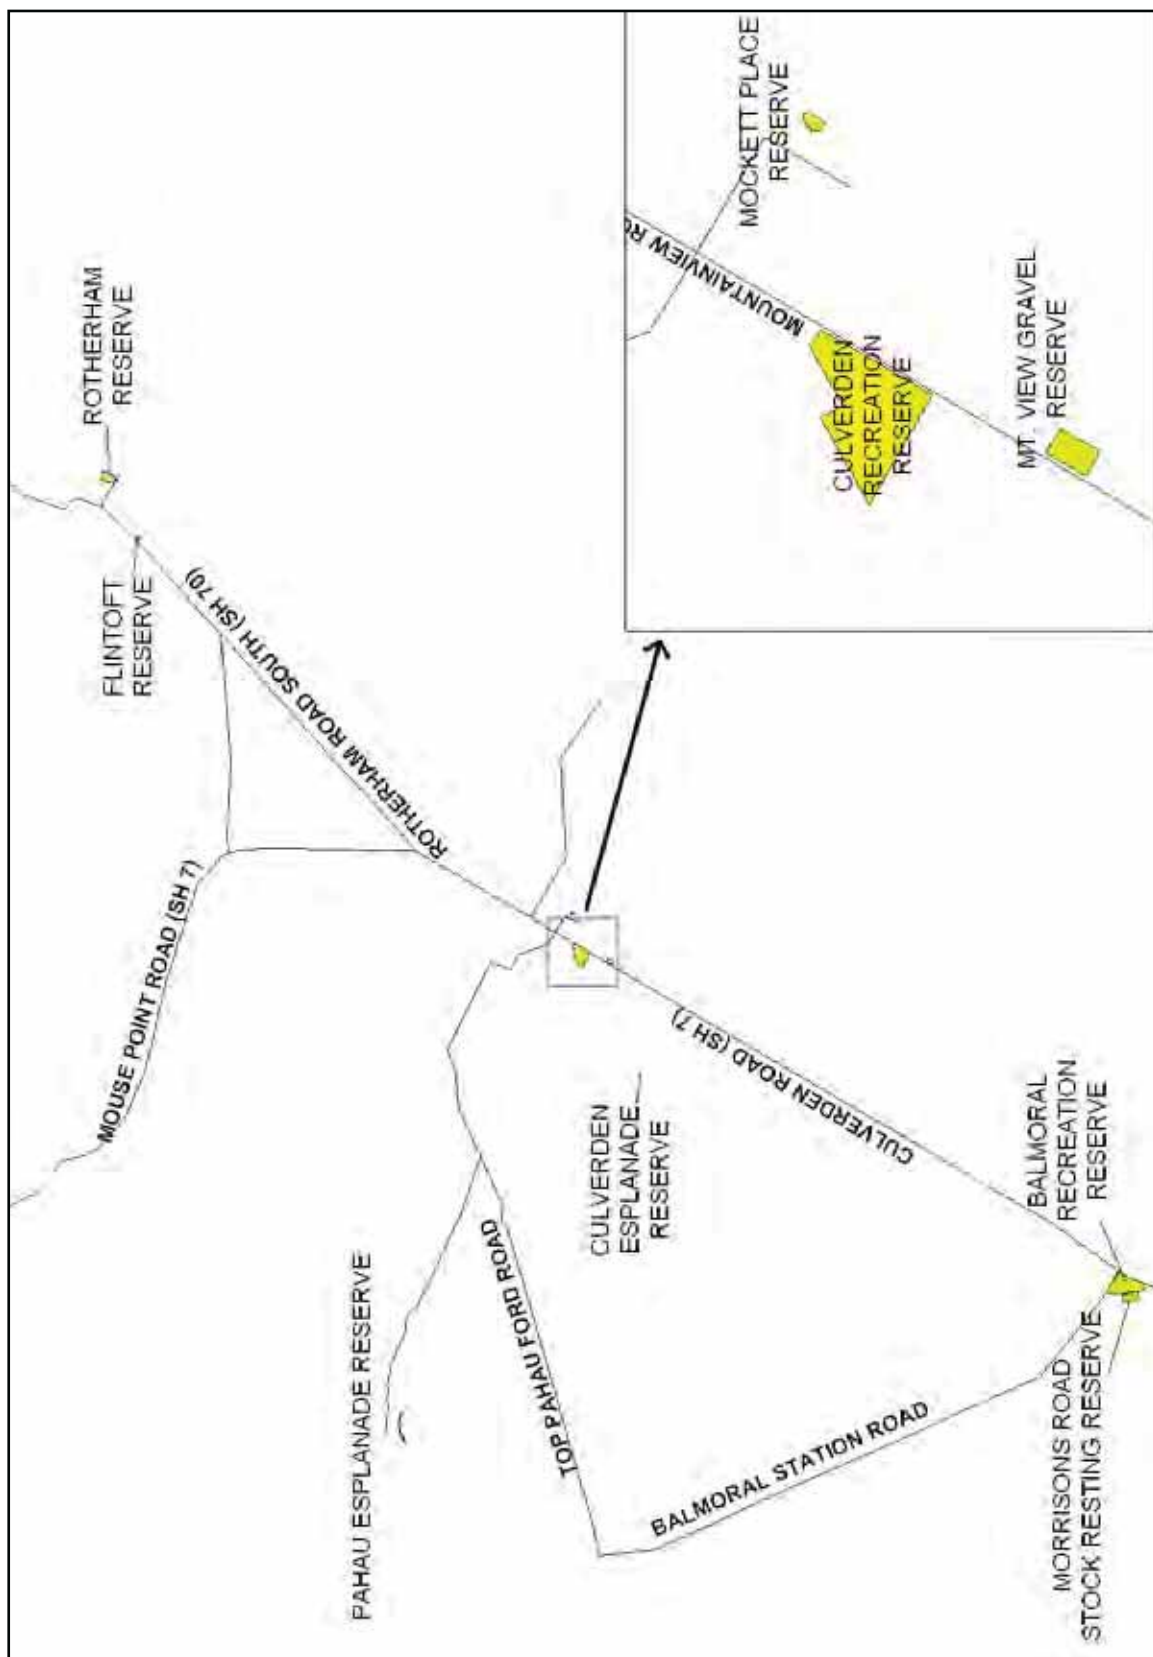 ROTHERHAM
RESERVE
FLINTOFT
RESERVE
ROTHERHAM ROAD SOUTH (SH 70)
MOUSE POINT ROAD (SH 7)
PAHAU ESPLANADE RESERVE
TOP PAHAU FORD ROAD
CULVERDEN
ESPLANADE
RESERVE
CULVERDEN ROAD (SH 7)
BALMORAL STATION ROAD
BALMORAL
RECREATION
RESERVE
MORRISONS ROAD
STOCK RESTING RESERVE
MOCKETT PLACE
RESERVE
MOUNTAINVIEW RO
CULVERDEN
RECREATION
RESERVE
MT. VIEW GRAVEL
RESERVE